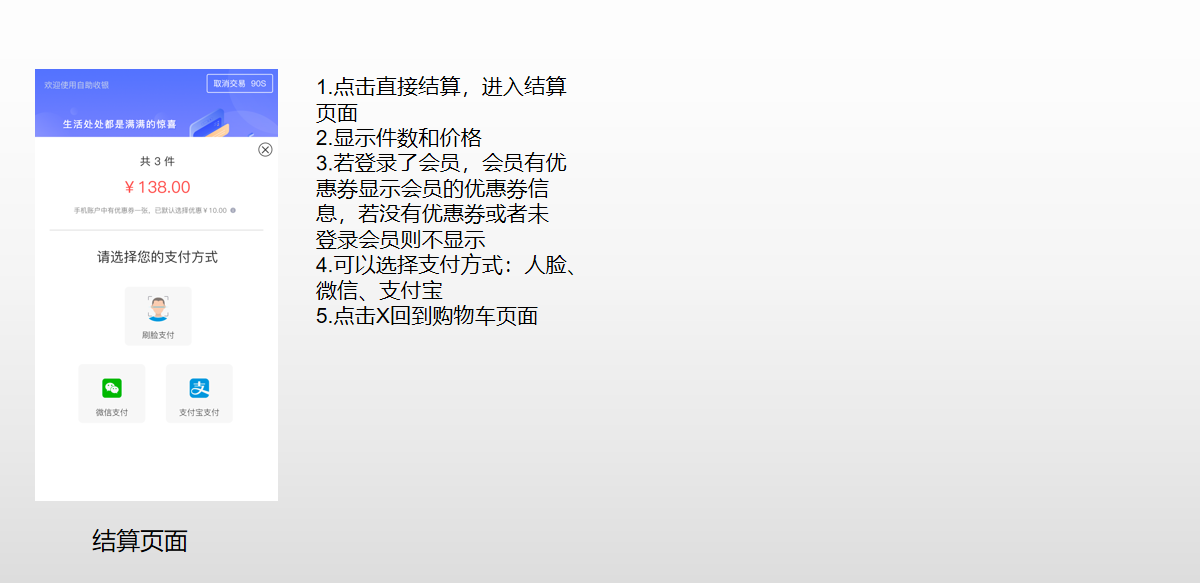 欢迎使用自助收银
取消交易 90S
生活处处都是满满的惊喜
共 3 件
¥138.00
手机账户中有优惠券一张，已默认选择优惠¥10.00
请选择您的支付方式
刷脸支付
微信支付
支付宝支付
结算页面
1.点击直接结算，进入结算
页面
2.显示件数和价格
3.若登录了会员，会员有优
惠券显示会员的优惠券信
息，若没有优惠券或者未
登录会员则不显示
4.可以选择支付方式：人脸、
微信、支付宝
5.点击X回到购物车页面